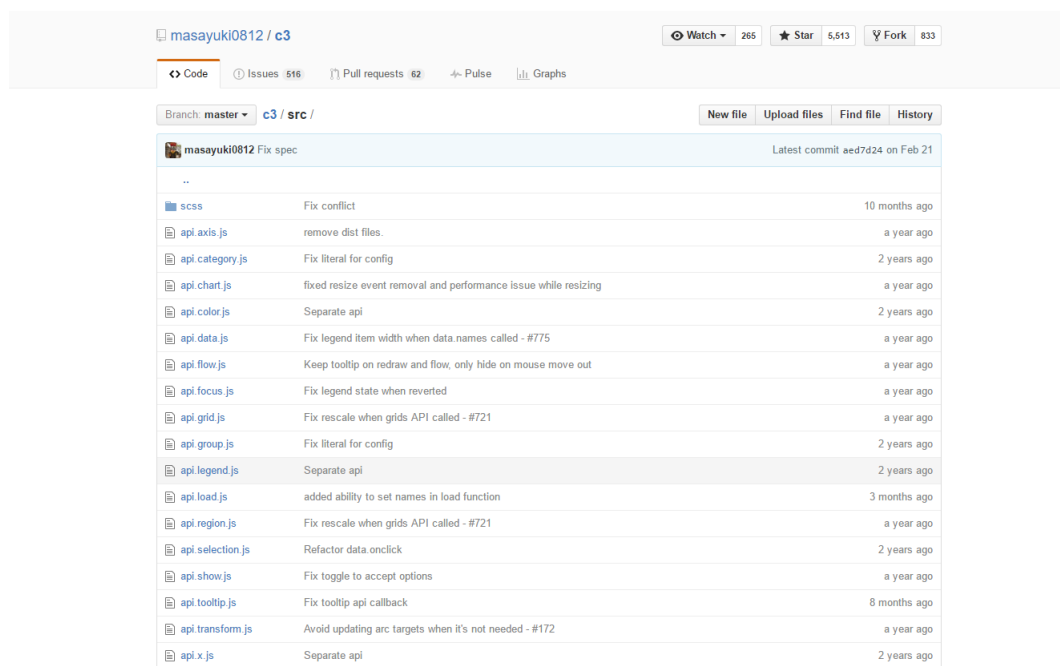 masayuki0812 / c3
Watch 265 Star 5,513 Fork 833
Code Issues 516 Pull requests 62 Pulse Graphs
Branch: master c3 / src / New file Upload files Find file History
masayuki0812 Fix spec Latest commit aed7d24 on Feb 21
..
scss Fix conflict 10 months ago
api.axis.js remove dist files. a year ago
api.category.js Fix literal for config 2 years ago
api.chart.js fixed resize event removal and performance issue while resizing a year ago
api.color.js Separate api 2 years ago
api.data.js Fix legend item width when data.names called - #775 a year ago
api.flow.js Keep tooltip on redraw and flow, only hide on mouse move out a year ago
api.focus.js Fix legend state when reverted a year ago
api.grid.js Fix rescale when grids API called - #721 a year ago
api.group.js Fix literal for config 2 years ago
api.legend.js Separate api 2 years ago
api.load.js added ability to set names in load function 3 months ago
api.region.js Fix rescale when grids API called - #721 a year ago
api.selection.js Refactor data.onclick 2 years ago
api.show.js Fix toggle to accept options a year ago
api.tooltip.js Fix tooltip api callback 8 months ago
api.transform.js Avoid updating arc targets when it's not needed - #172 a year ago
api.x.js Separate api 2 years ago